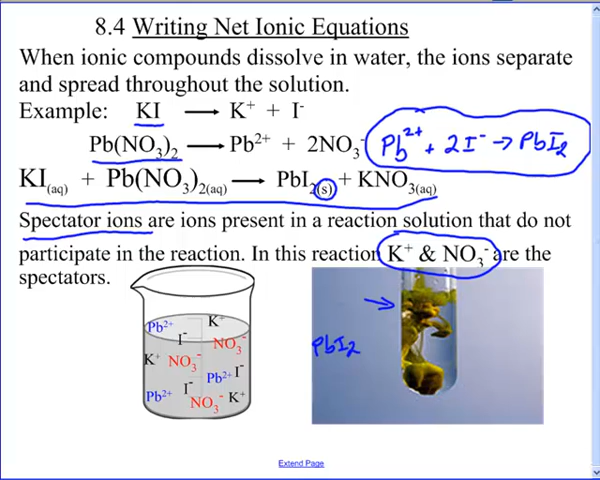 8.4 Writing Net Ionic Equations
When ionic compounds dissolve in water, the ions separate
and spread throughout the solution.
Example: KI ⟶ K⁺ + I⁻
Pb(NO₃)₂ ⟶ Pb²⁺ + 2NO₃⁻ Pb²⁺ + 2I⁻ → PbI₂
KI(aq) + Pb(NO₃)₂(aq) ⟶ PbI₂(s) + KNO₃(aq)
Spectator ions are ions present in a reaction solution that do not
participate in the reaction. In this reaction K⁺ & NO₃⁻ are the
spectators.
Pb²⁺ K⁺
I⁻ NO₃⁻
K⁺ NO₃⁻
Pb²⁺ I⁻
Pb²⁺ I⁻ NO₃⁻ K⁺
PbI₂
Extend Page